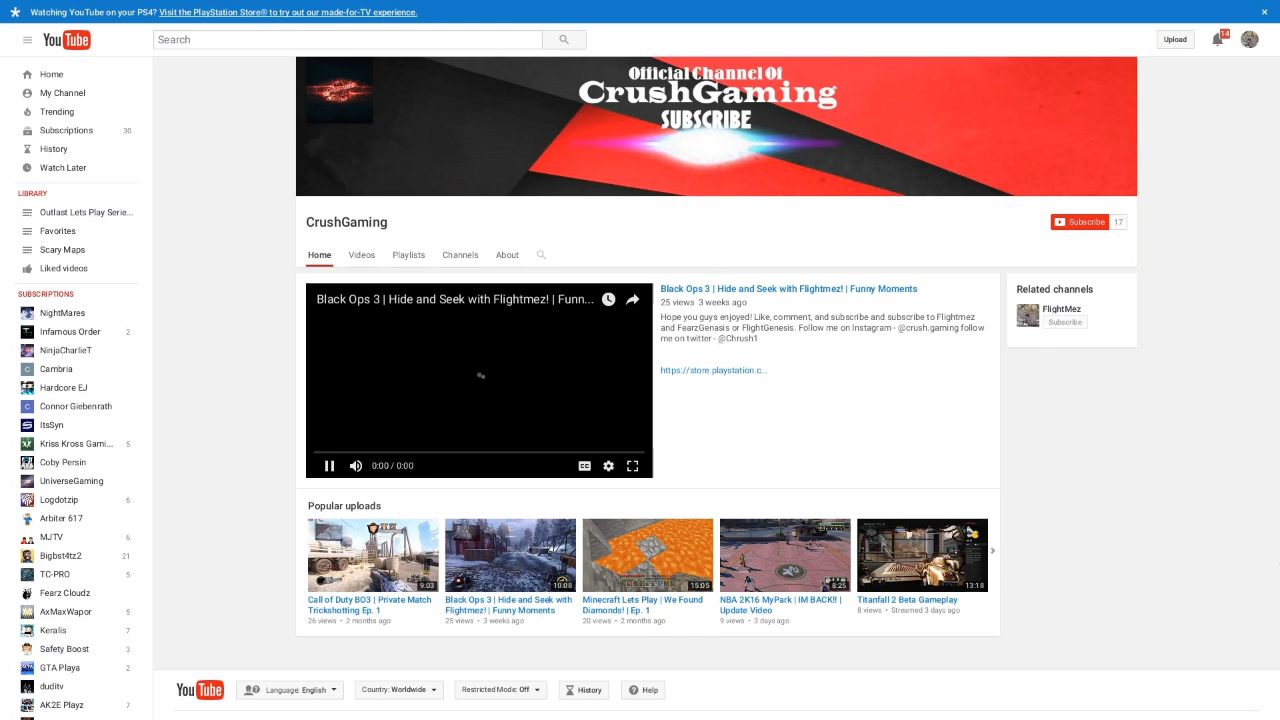 Watching YouTube on your PS4? Visit the PlayStation Store® to try out our made-for-TV experience.
YouTube
Search
Upload
14
Home
My Channel
Trending
Subscriptions 30
History
Watch Later
LIBRARY
Outlast Lets Play Serie...
Favorites
Scary Maps
Liked videos
SUBSCRIPTIONS
NightMares
Infamous Order 2
NinjaCharlieT
C Cambria
Hardcore EJ
C Connor Giebenrath
ItsSyn
Kriss Kross Gami... 5
Coby Persin
UniverseGaming
Logdotzip 6
Arbiter 617
MJTV 6
Bigbst4tz2 21
TC-PRO 5
Fearz Cloudz
AxMaxWapor 5
Keralis 7
Safety Boost 3
GTA Playa 2
duditv
AK2E Playz 7
Official Channel Of
CrushGaming
SUBSCRIBE
CrushGaming
Subscribe 17
Home Videos Playlists Channels About
Black Ops 3 | Hide and Seek with Flightmez! | Funn...
0:00 / 0:00
CC
Black Ops 3 | Hide and Seek with Flightmez! | Funny Moments
25 views 3 weeks ago
Hope you guys enjoyed! Like, comment, and subscribe and subscribe to Flightmez
and FearzGenasis or FlightGenesis. Follow me on Instagram - @crush.gaming follow
me on twitter - @Chrush1
https://store.playstation.c...
Related channels
FlightMez
Subscribe
Popular uploads
9:03
Call of Duty BO3 | Private Match
Trickshotting Ep. 1
26 views • 2 months ago
10:08
Black Ops 3 | Hide and Seek with
Flightmez! | Funny Moments
25 views • 3 weeks ago
15:05
Minecraft Lets Play | We Found
Diamonds! | Ep. 1
20 views • 2 months ago
8:25
NBA 2K16 MyPark | IM BACK!! |
Update Video
9 views • 3 days ago
13:18
Titanfall 2 Beta Gameplay
8 views • Streamed 3 days ago
YouTube
Language: English
Country: Worldwide
Restricted Mode: Off
History
Help